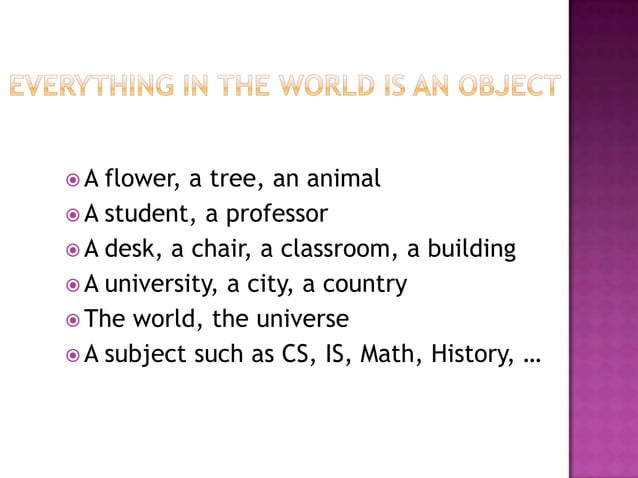 EVERYTHING IN THE WORLD IS AN OBJECT
A flower, a tree, an animal
A student, a professor
A desk, a chair, a classroom, a building
A university, a city, a country
The world, the universe
A subject such as CS, IS, Math, History, …